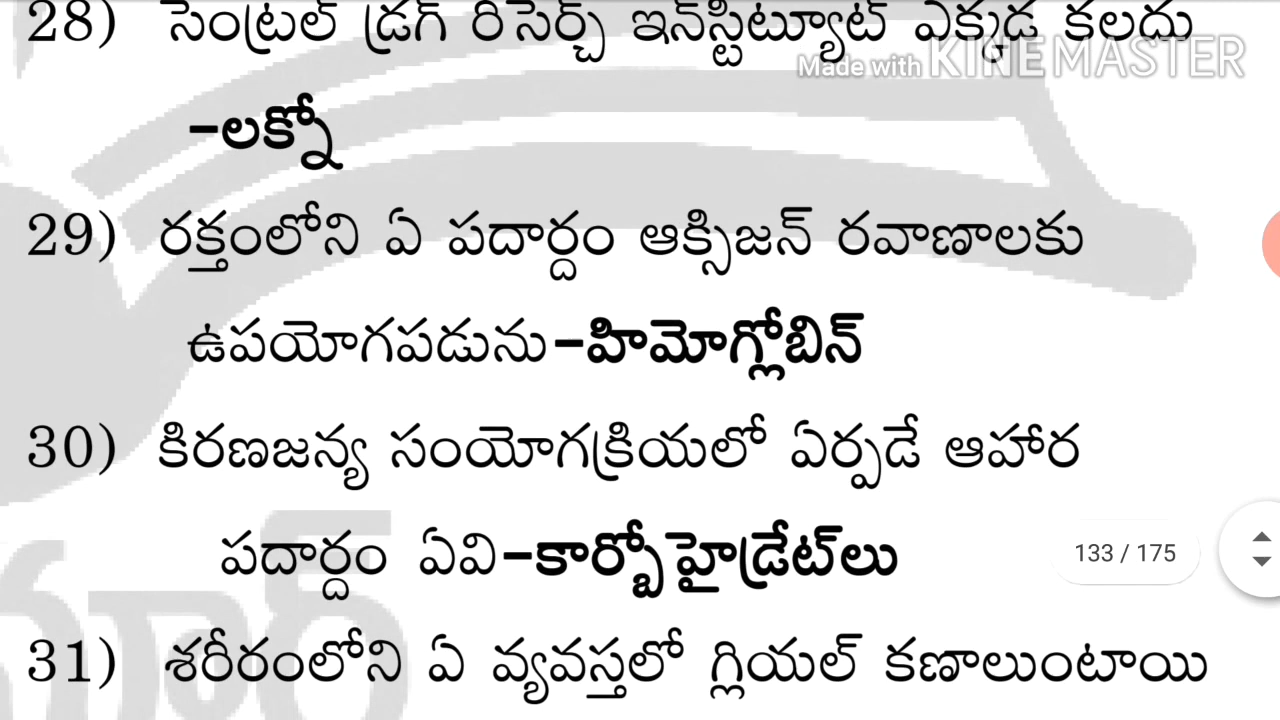 28) సెంట్రల్ డ్రగ్ రిసెర్చ్ ఇన్‌స్టిట్యూట్ ఎక్కడ కలదు
Made with KINEMASTER
-లక్నో
29) రక్తంలోని ఏ పదార్దం ఆక్సిజన్ రవాణాలకు
ఉపయోగపడును-హిమోగ్లోబిన్
30) కిరణజన్య సంయోగక్రియలో ఏర్పడే ఆహార
పదార్దం ఏవి-కార్బోహైడ్రేట్‌లు
133 / 175
31) శరీరంలోని ఏ వ్యవస్తలో గ్లియల్ కణాలుంటాయి